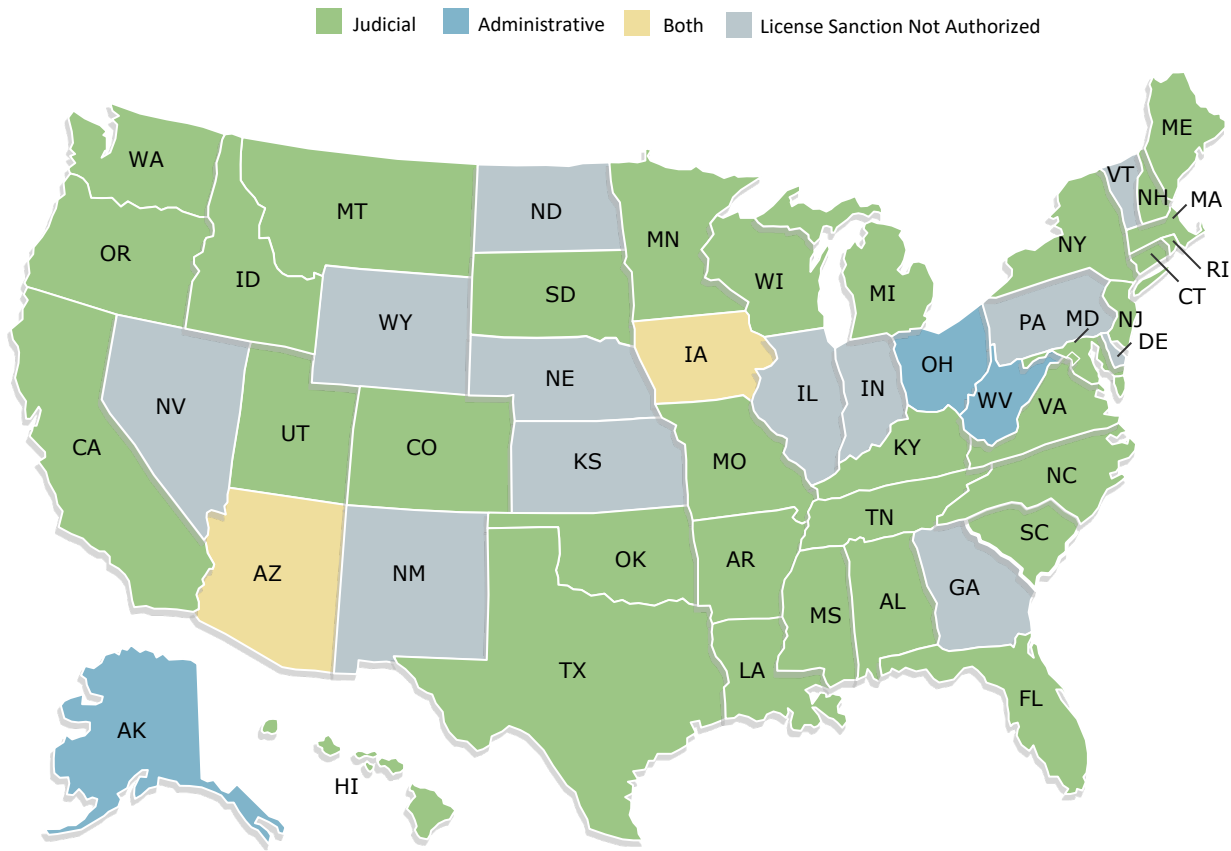 Judicial Administrative Both License Sanction Not Authorized
ME
WA
VT
NH
MA
MT
ND
MN
NY
OR
ID
WI
RI
SD
MI
CT
WY
PA
MD
NJ
DE
IA
OH
NE
NV
IL
IN
WV
VA
UT
CO
CA
KS
MO
KY
NC
TN
SC
AZ
NM
OK
AR
GA
MS
AL
TX
LA
FL
AK
HI